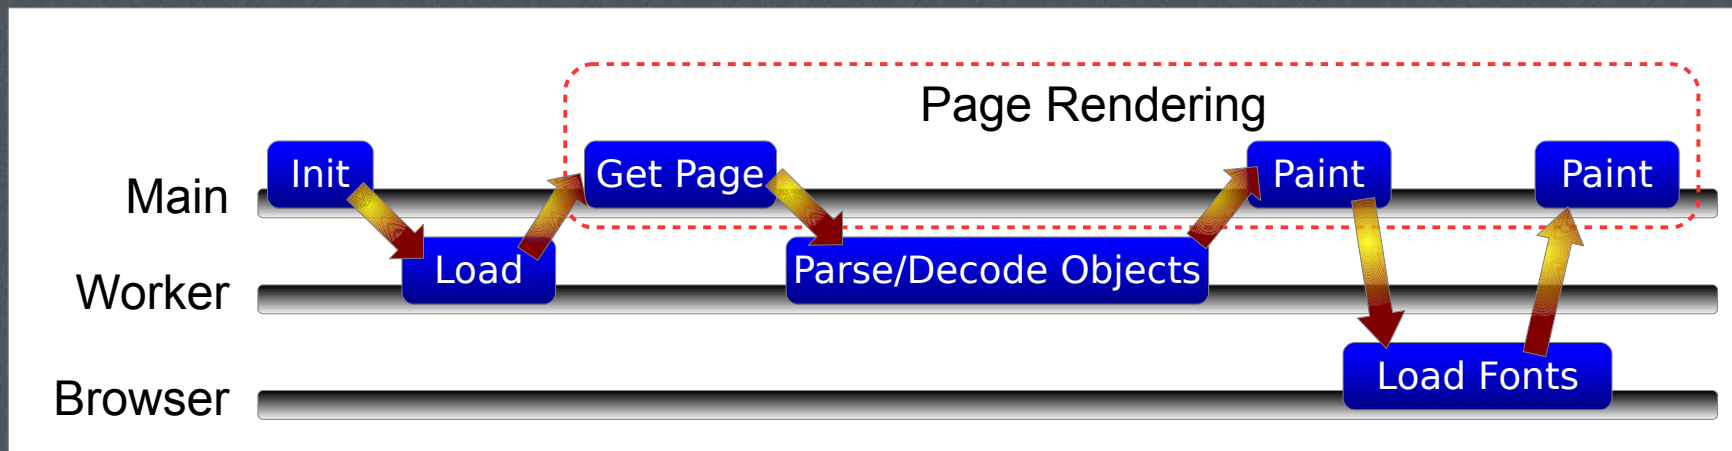 Page Rendering
Init
Get Page
Paint
Paint
Main
Load
Parse/Decode Objects
Worker
Load Fonts
Browser